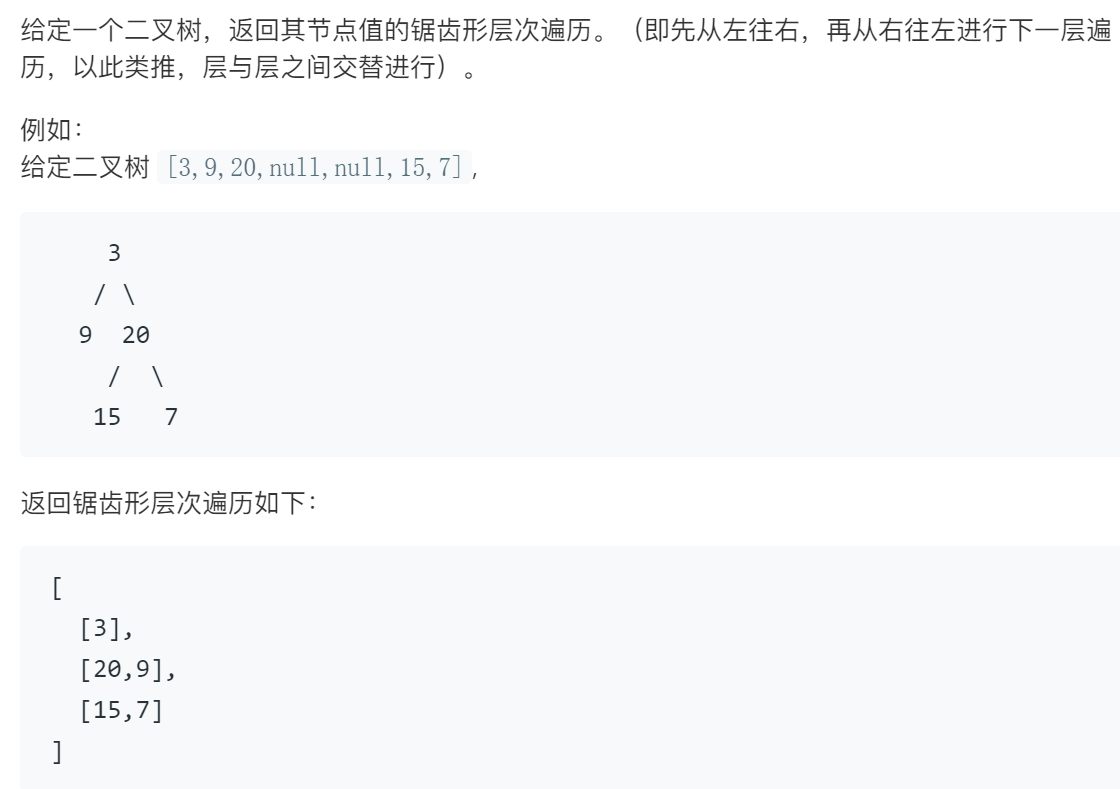 给定一个二叉树，返回其节点值的锯齿形层次遍历。（即先从左往右，再从右往左进行下一层遍
历，以此类推，层与层之间交替进行）。
例如：
给定二叉树 [3,9,20,null,null,15,7],
3
/ \
9 20
/ \
15 7
返回锯齿形层次遍历如下：
[
[3],
[20,9],
[15,7]
]